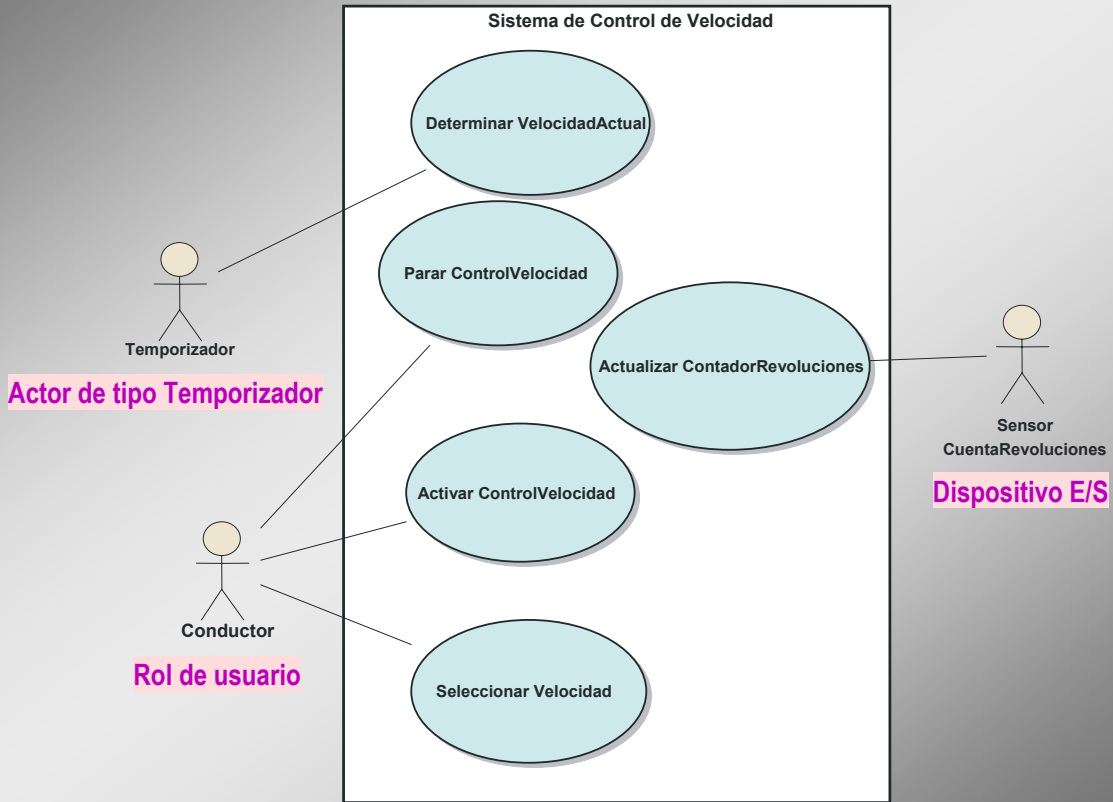 Sistema de Control de Velocidad
Determinar VelocidadActual
Parar ControlVelocidad
Temporizador
Actor de tipo Temporizador
Actualizar ContadorRevoluciones
Sensor
CuentaRevoluciones
Dispositivo E/S
Activar ControlVelocidad
Conductor
Rol de usuario
Seleccionar Velocidad